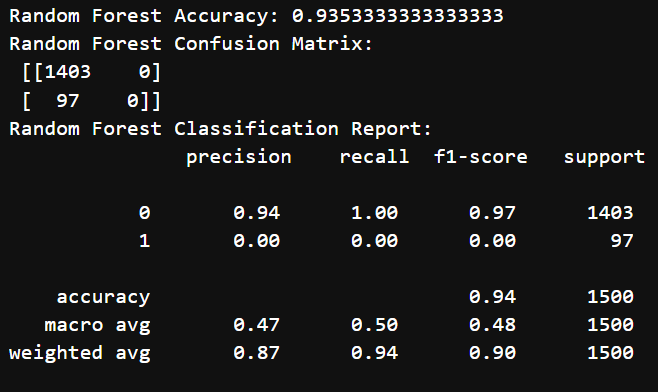 Random Forest Accuracy: 0.9353333333333333
Random Forest Confusion Matrix:
[[1403    0]
[  97    0]]
Random Forest Classification Report:
precision    recall  f1-score   support
0       0.94      1.00      0.97      1403
1       0.00      0.00      0.00        97
accuracy                           0.94      1500
macro avg       0.47      0.50      0.48      1500
weighted avg       0.87      0.94      0.90      1500